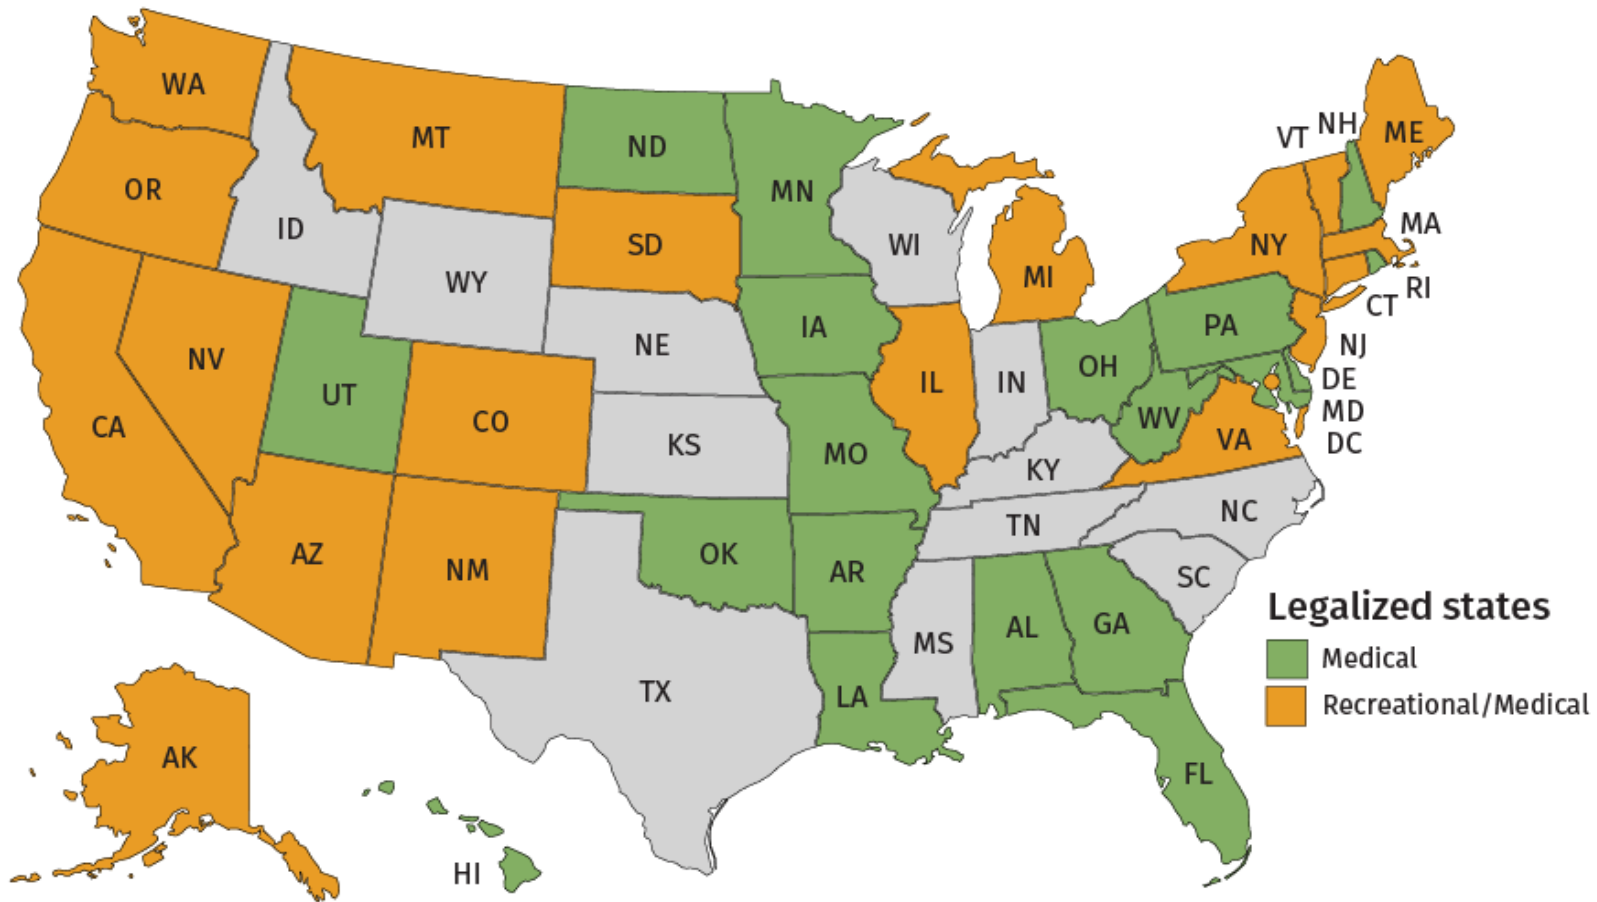 WA
MT
ND
MN
VT
NH
ME
OR
ID
SD
WI
MI
NY
MA
WY
RI
CT
NV
UT
NE
IA
PA
NJ
CA
CO
KS
MO
IL
IN
OH
WV
VA
DE
MD
DC
KY
AZ
NM
OK
AR
TN
NC
SC
TX
LA
MS
AL
GA
FL
AK
HI
Legalized states
Medical
Recreational/Medical